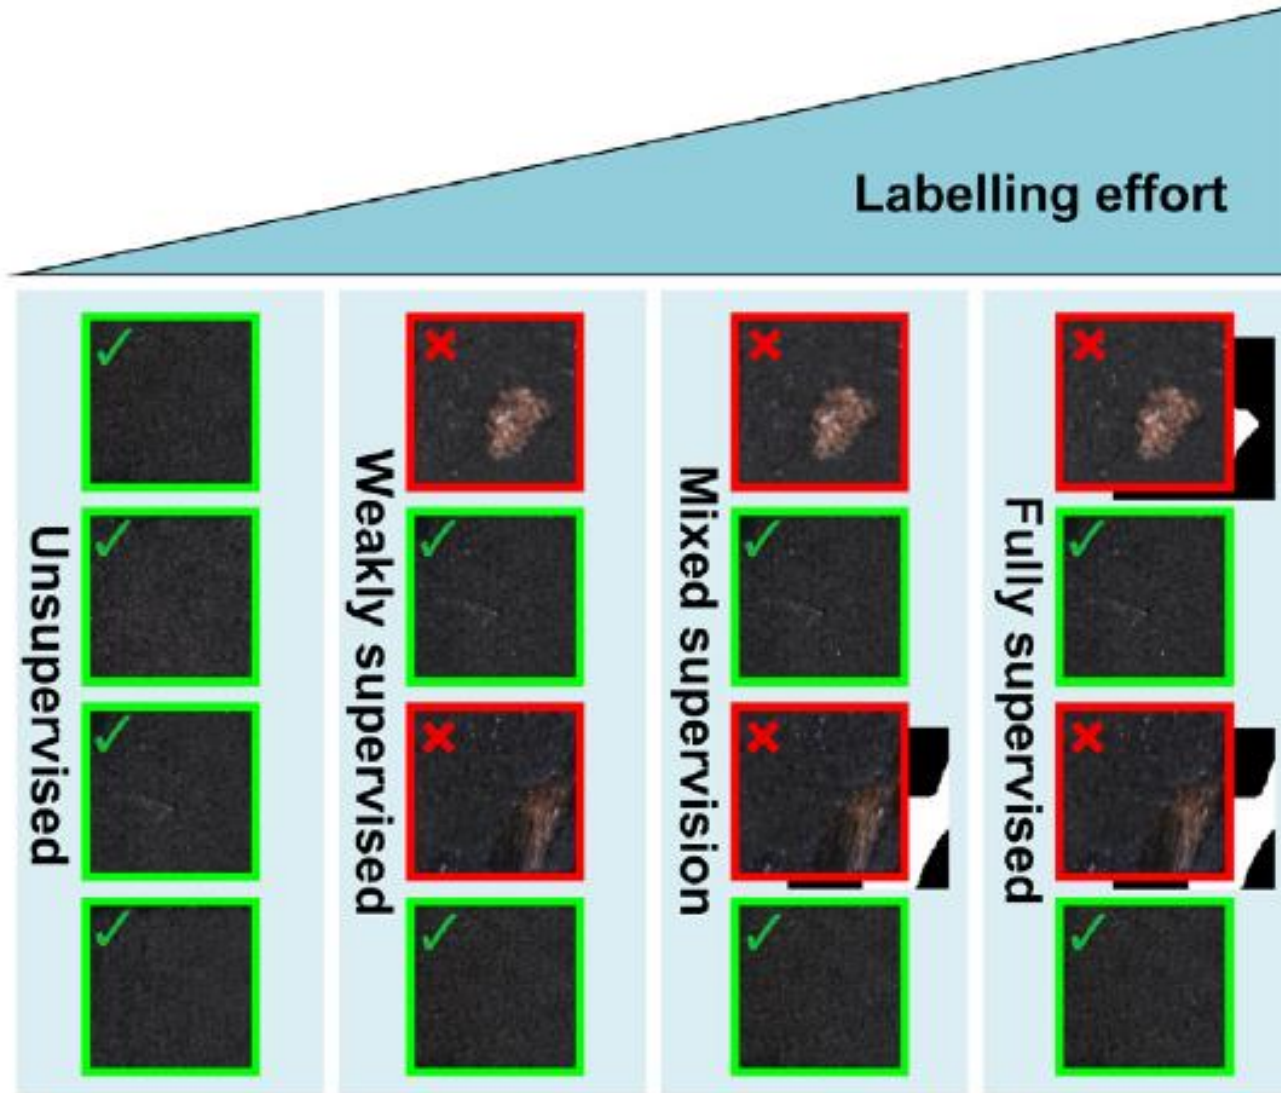 Labelling effort
Unsupervised
Weakly supervised
Mixed supervision
Fully supervised